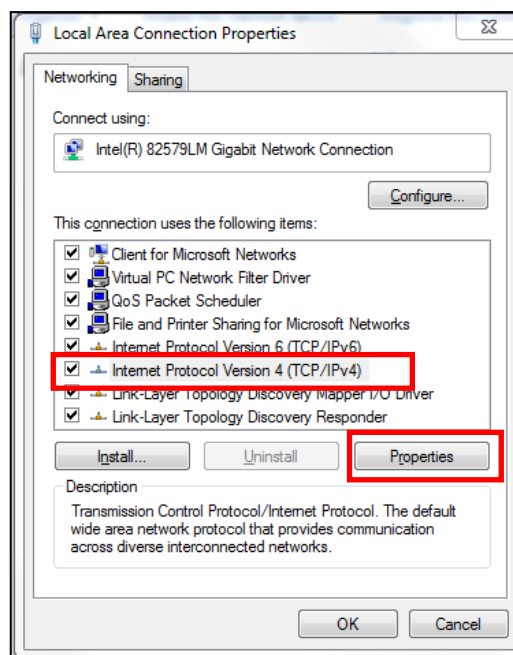 Local Area Connection Properties
Networking
Sharing
Connect using:
Intel(R) 82579LM Gigabit Network Connection
Configure...
This connection uses the following items:
Client for Microsoft Networks
Virtual PC Network Filter Driver
QoS Packet Scheduler
File and Printer Sharing for Microsoft Networks
Internet Protocol Version 6 (TCP/IPv6)
Internet Protocol Version 4 (TCP/IPv4)
Link-Layer Topology Discovery Mapper I/O Driver
Link-Layer Topology Discovery Responder
Install...
Uninstall
Properties
Description
Transmission Control Protocol/Internet Protocol. The default
wide area network protocol that provides communication
across diverse interconnected networks.
OK
Cancel